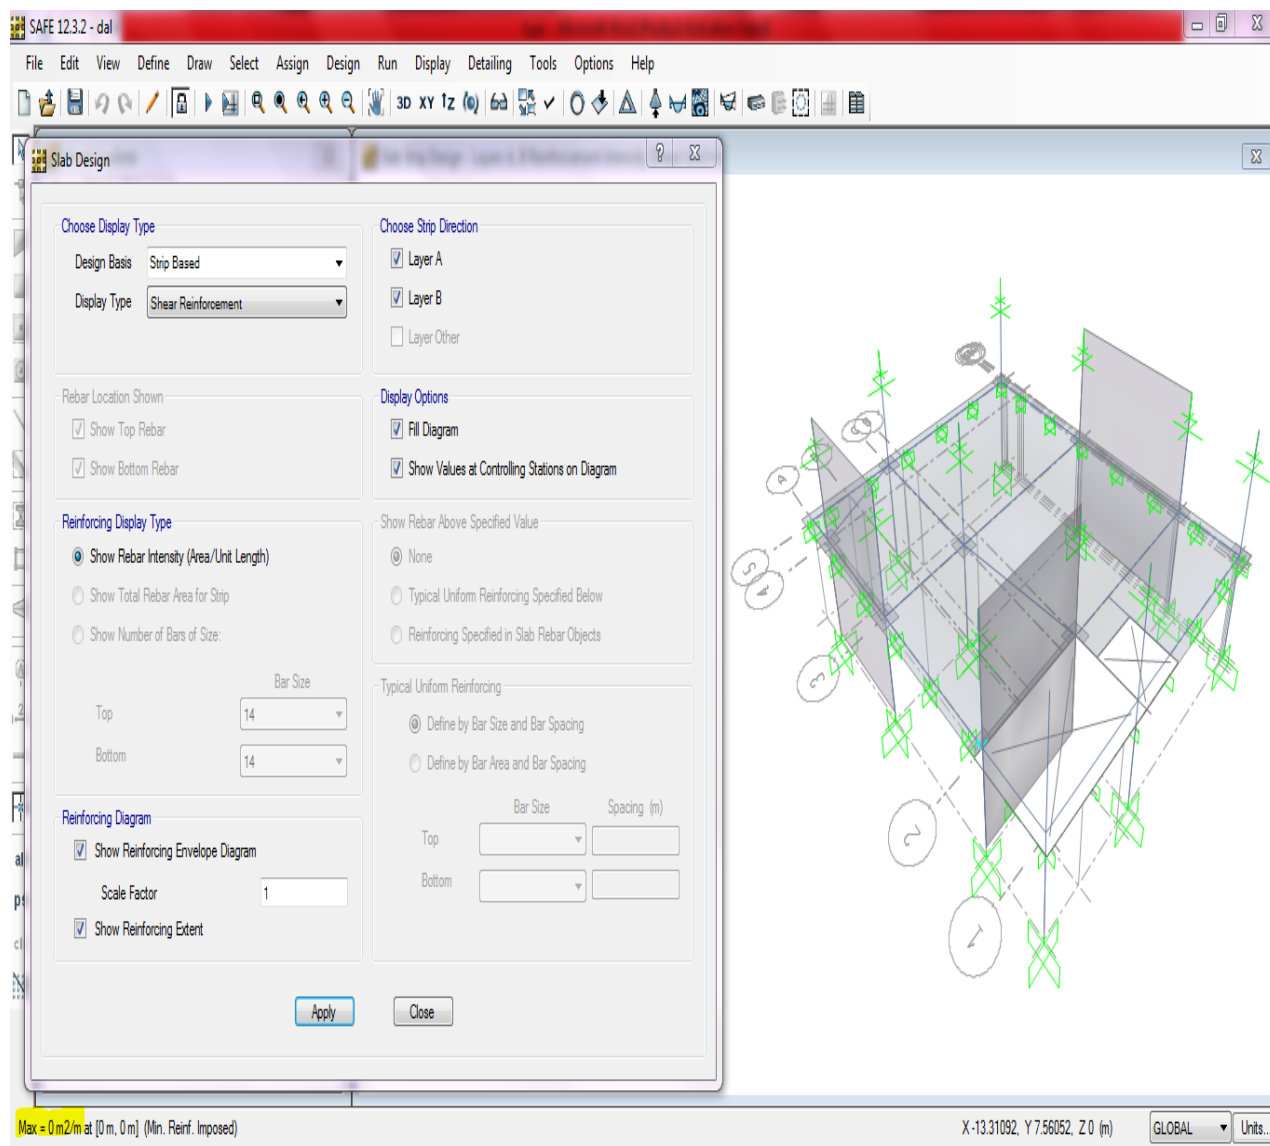 SAFE 12.3.2 - dal
File Edit View Define Draw Select Assign Design Run Display Detailing Tools Options Help
3D XY
Slab Design
Choose Display Type
Design Basis Strip Based
Display Type Shear Reinforcement
Choose Strip Direction
Layer A
Layer B
Layer Other
Rebar Location Shown
Show Top Rebar
Show Bottom Rebar
Display Options
Fill Diagram
Show Values at Controlling Stations on Diagram
Reinforcing Display Type
Show Rebar Intensity (Area/Unit Length)
Show Total Rebar Area for Strip
Show Number of Bars of Size:
Bar Size
Top 14
Bottom 14
Show Rebar Above Specified Value
None
Typical Uniform Reinforcing Specified Below
Reinforcing Specified in Slab Rebar Objects
Typical Uniform Reinforcing
Define by Bar Size and Bar Spacing
Define by Bar Area and Bar Spacing
Bar Size Spacing (m)
Top
Bottom
Reinforcing Diagram
Show Reinforcing Envelope Diagram
Scale Factor 1
Show Reinforcing Extent
Apply Close
A
5
4
3
2
1
Max = 0 m2/m at [0 m, 0 m] (Min. Reinf. Imposed)
X -13.31092, Y 7.56052, Z 0 (m) GLOBAL Units...